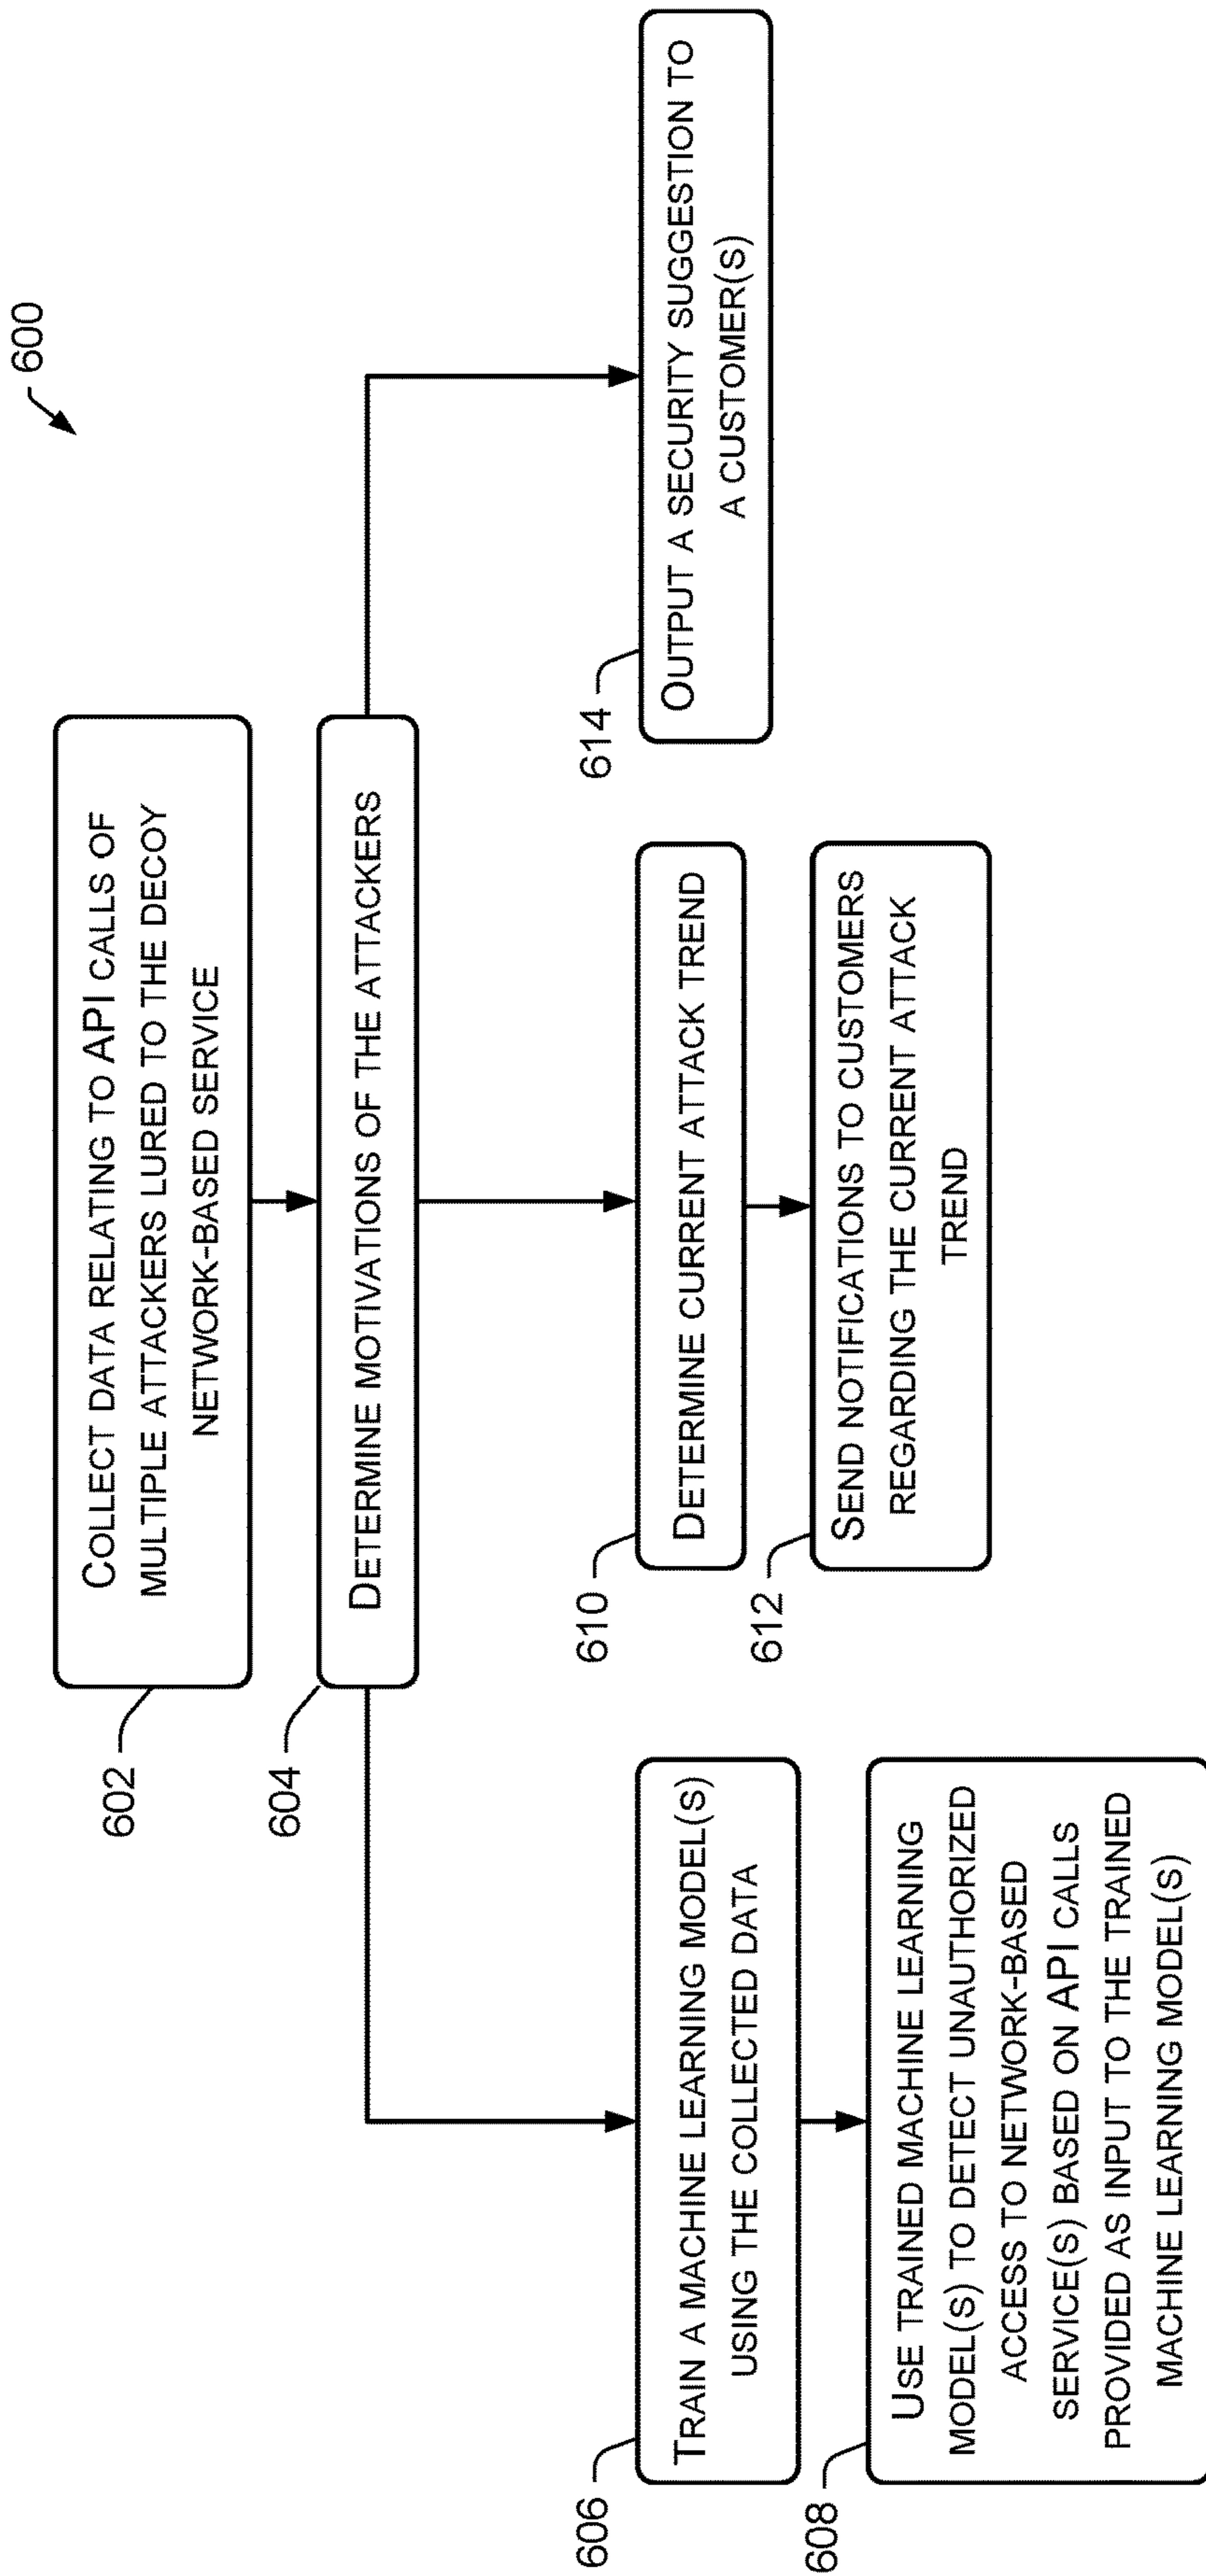 600
602
COLLECT DATA RELATING TO API CALLS OF
MULTIPLE ATTACKERS LURED TO THE DECOY
NETWORK-BASED SERVICE
604
DETERMINE MOTIVATIONS OF THE ATTACKERS
606
TRAIN A MACHINE LEARNING MODEL(S)
USING THE COLLECTED DATA
608
USE TRAINED MACHINE LEARNING
MODEL(S) TO DETECT UNAUTHORIZED
ACCESS TO NETWORK-BASED
SERVICE(S) BASED ON API CALLS
PROVIDED AS INPUT TO THE TRAINED
MACHINE LEARNING MODEL(S)
610
DETERMINE CURRENT ATTACK TREND
612
SEND NOTIFICATIONS TO CUSTOMERS
REGARDING THE CURRENT ATTACK
TREND
614
OUTPUT A SECURITY SUGGESTION TO
A CUSTOMER(S)